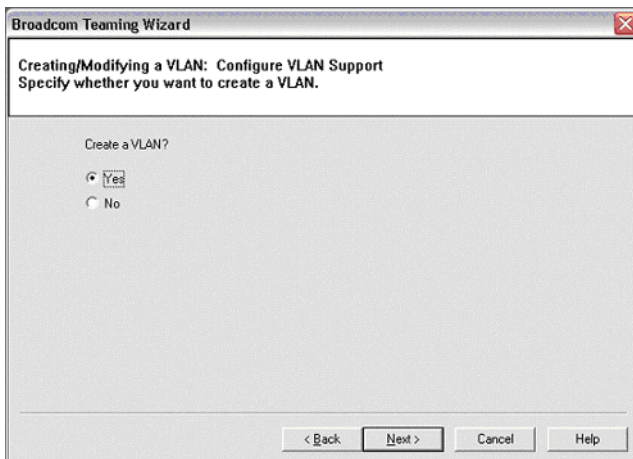 Broadcom Teaming Wizard
Creating/Modifying a VLAN: Configure VLAN Support
Specify whether you want to create a VLAN.
Create a VLAN?
Yes
No
< Back Next > Cancel Help